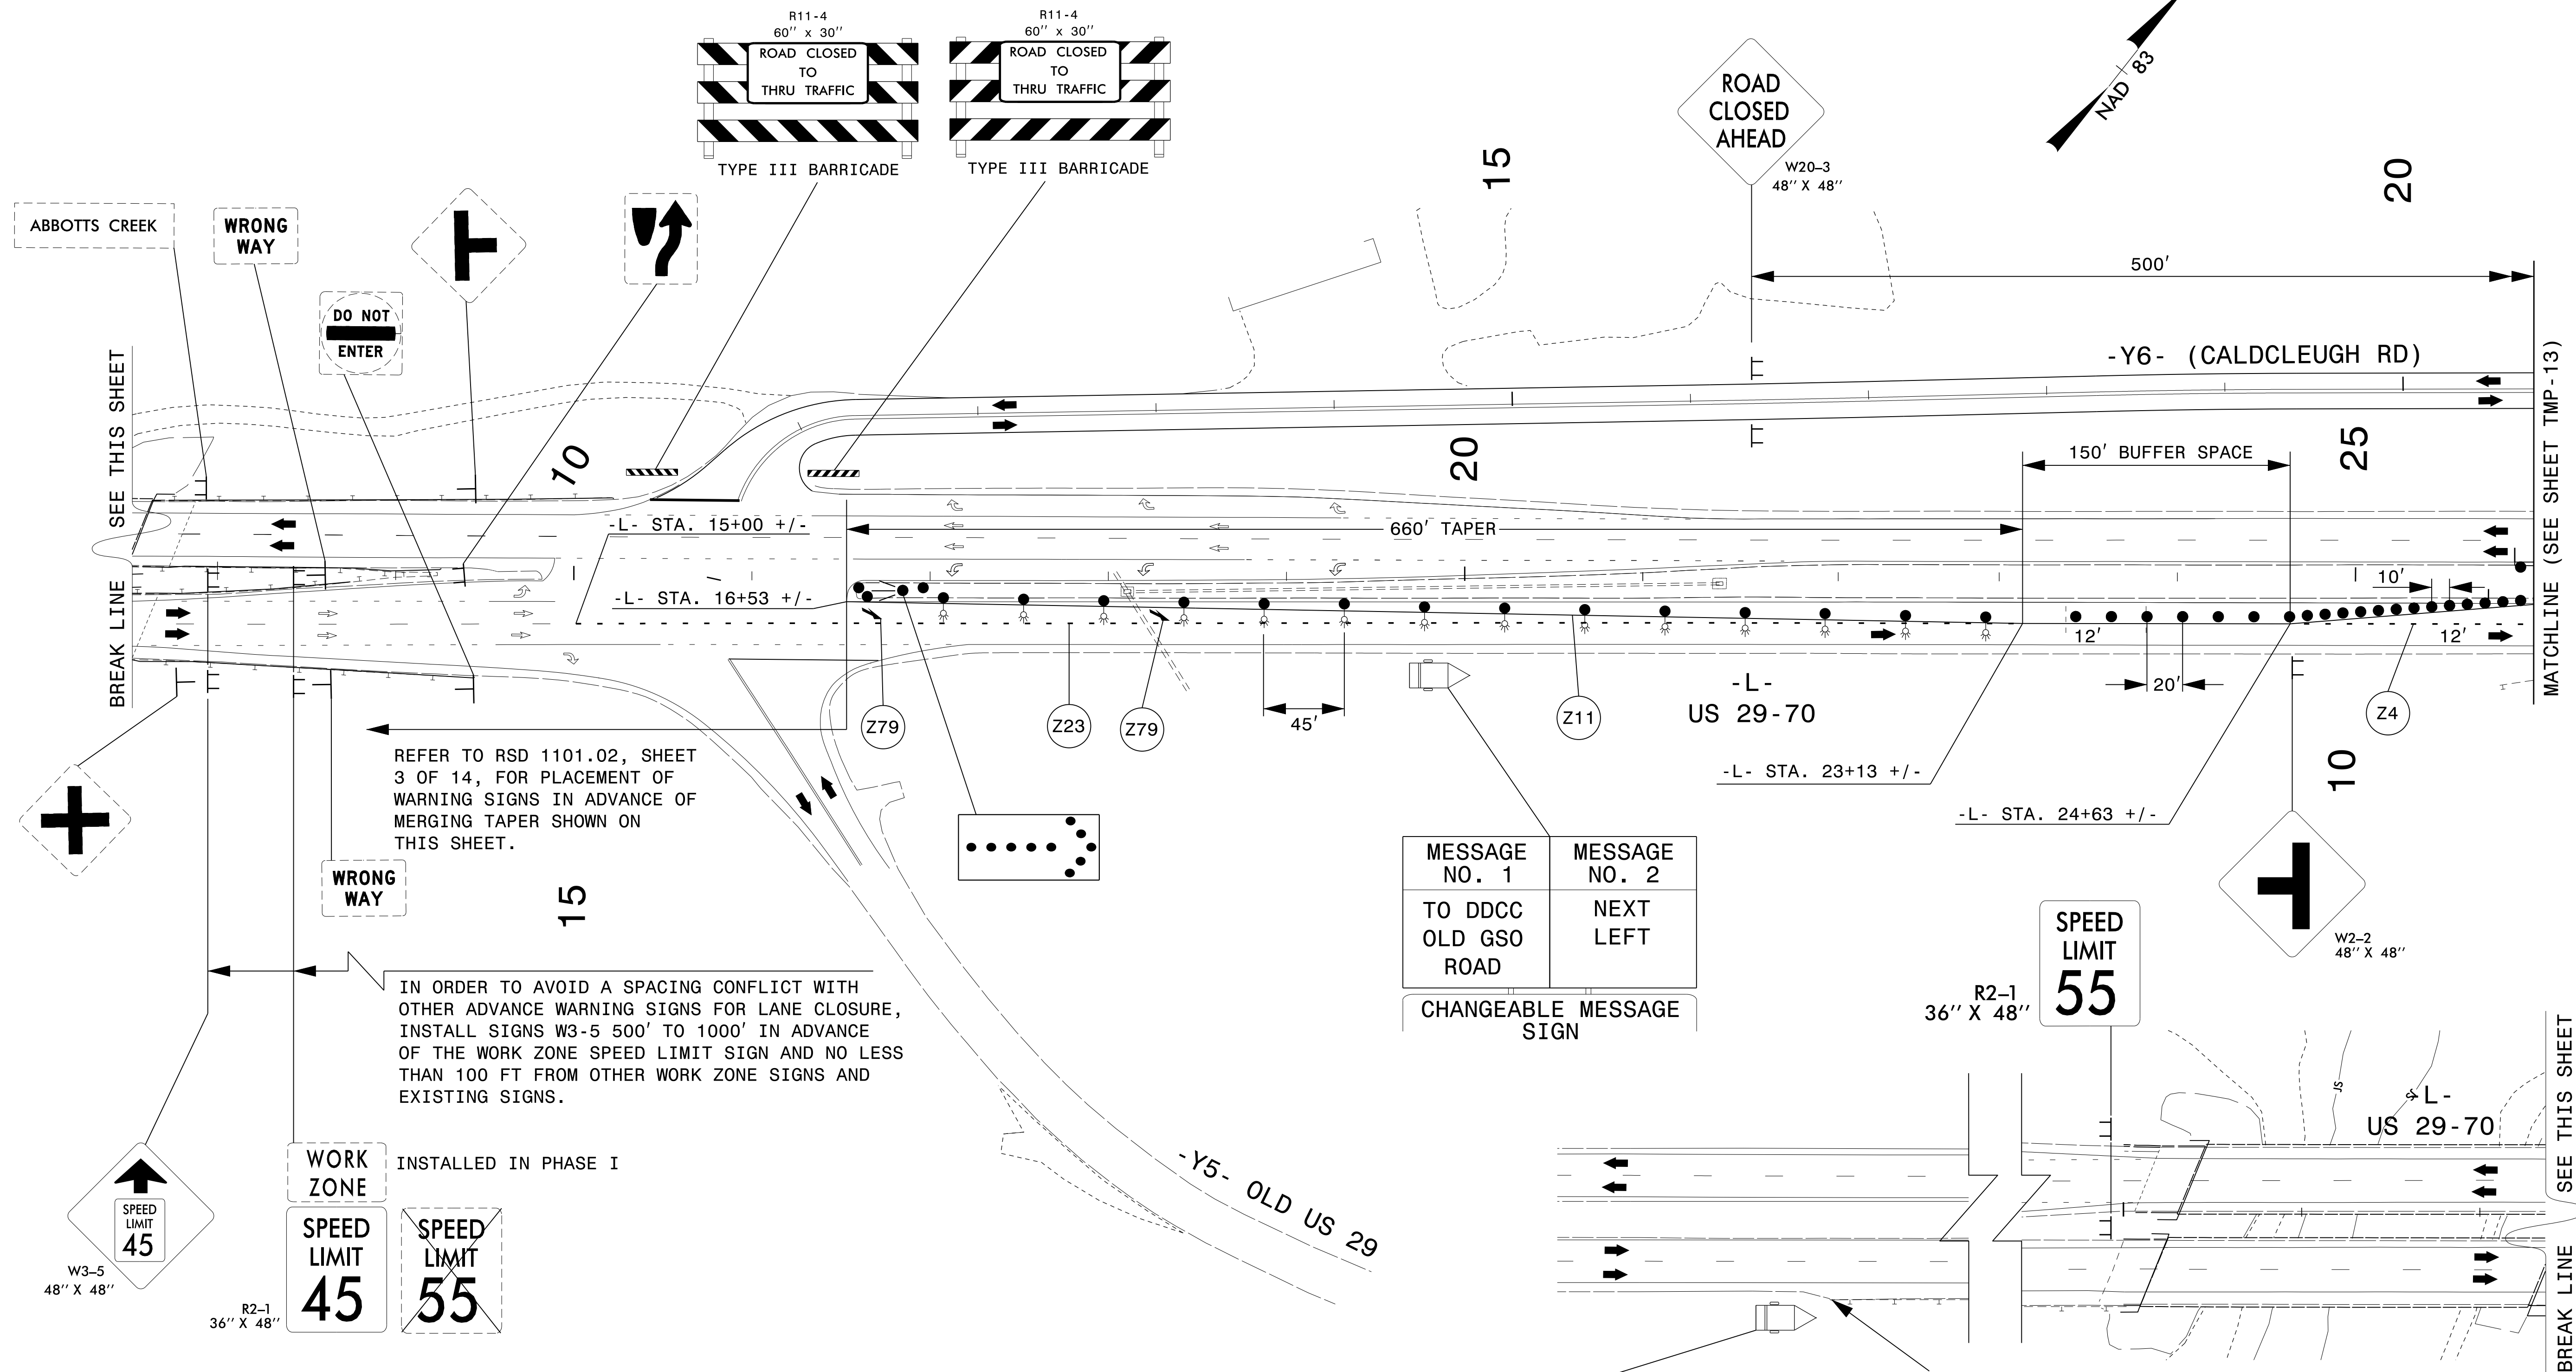 R11-4
60'' x 30''
ROAD CLOSED
TO
THRU TRAFFIC
TYPE III BARRICADE
R11-4
60'' x 30''
ROAD CLOSED
TO
THRU TRAFFIC
TYPE III BARRICADE
ROAD
CLOSED
AHEAD
W20-3
48'' X 48''
NAD 83
15
20
ABBOTTS CREEK
WRONG
WAY
DO NOT
ENTER
500'
-Y6- (CALDCLEUGH RD)
BREAK LINE SEE THIS SHEET
MATCHLINE (SEE SHEET TMP-13)
10
20
25
150' BUFFER SPACE
-L- STA. 15+00 +/-
660' TAPER
-L- STA. 16+53 +/-
10'
12'
12'
20'
45'
Z79
Z23
Z79
Z11
Z4
-L-
US 29-70
-L- STA. 23+13 +/-
-L- STA. 24+63 +/-
10
REFER TO RSD 1101.02, SHEET
3 OF 14, FOR PLACEMENT OF
WARNING SIGNS IN ADVANCE OF
MERGING TAPER SHOWN ON
THIS SHEET.
WRONG
WAY
15
MESSAGE
NO. 1
MESSAGE
NO. 2
TO DDCC
OLD GSO
ROAD
NEXT
LEFT
CHANGEABLE MESSAGE
SIGN
W2-2
48'' X 48''
SPEED
LIMIT
55
R2-1
36'' X 48''
IN ORDER TO AVOID A SPACING CONFLICT WITH
OTHER ADVANCE WARNING SIGNS FOR LANE CLOSURE,
INSTALL SIGNS W3-5 500' TO 1000' IN ADVANCE
OF THE WORK ZONE SPEED LIMIT SIGN AND NO LESS
THAN 100 FT FROM OTHER WORK ZONE SIGNS AND
EXISTING SIGNS.
SPEED
LIMIT
45
W3-5
48'' X 48''
WORK
ZONE
INSTALLED IN PHASE I
SPEED
LIMIT
45
R2-1
36'' X 48''
SPEED
LIMIT
55
-Y5- OLD US 29
JS
JS
-L-
US 29-70
BREAK LINE SEE THIS SHEET